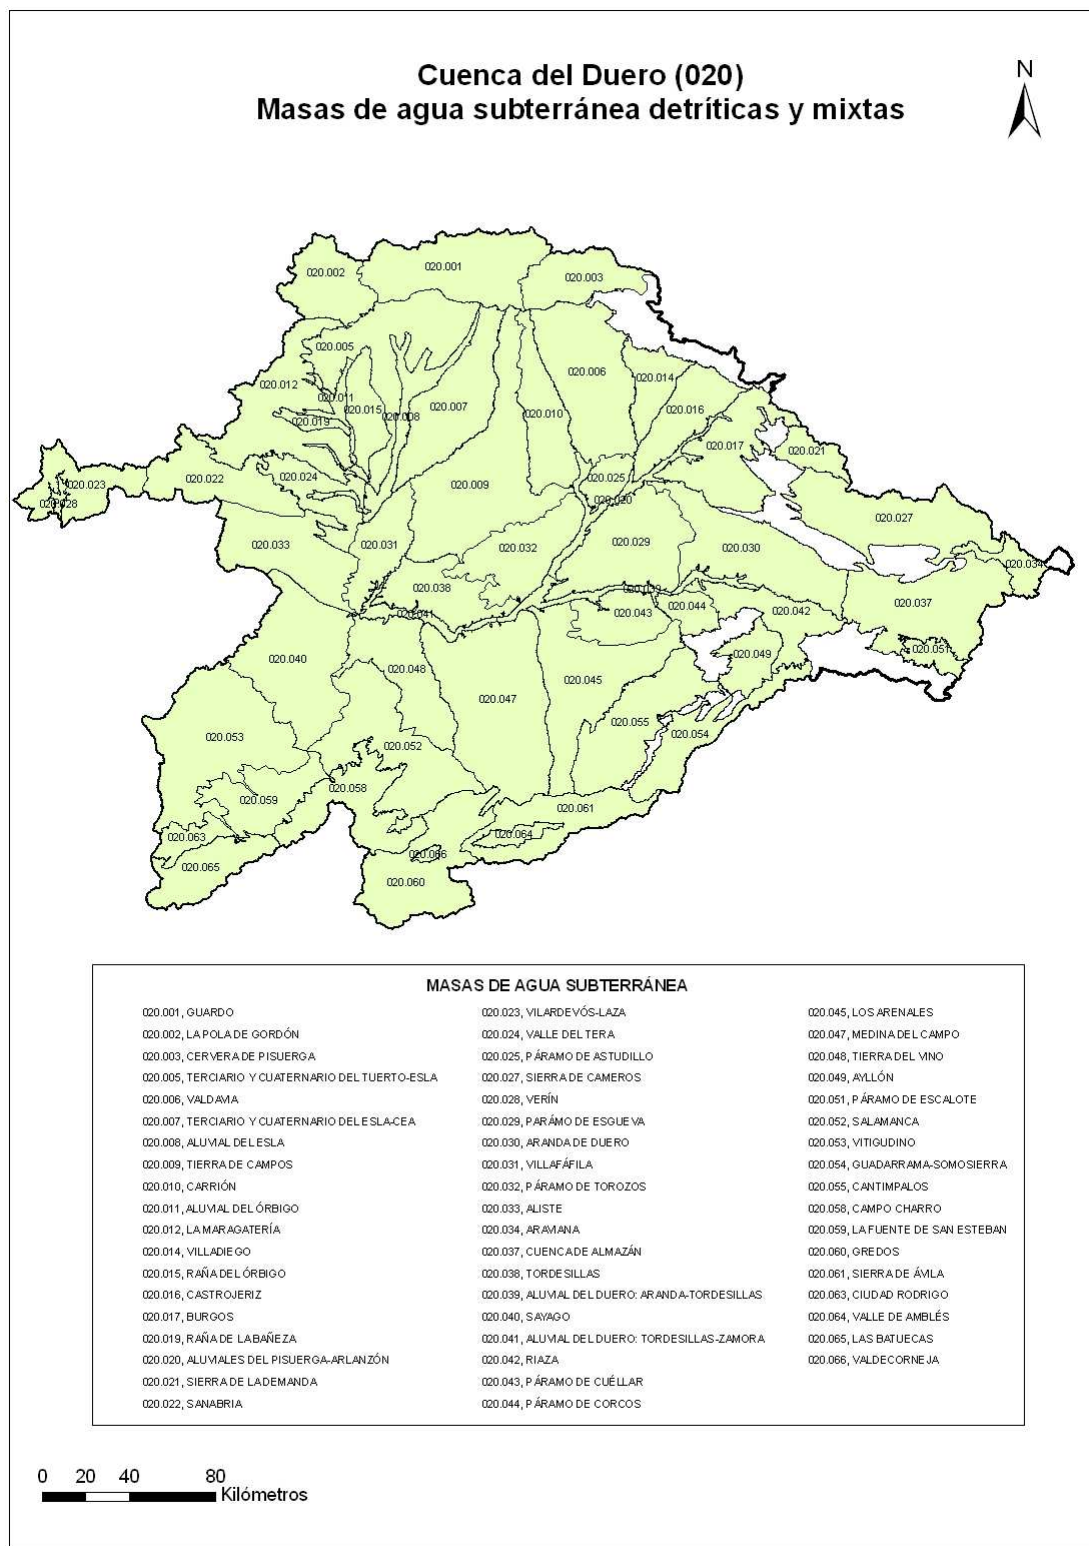 Cuenca del Duero (020)
Masas de agua subterránea detríticas y mixtas
N
020.001
020.002
020.003
020.005
020.006
020.014
020.012
020.011
020.015
020.008
020.007
020.010
020.016
020.019
020.017
020.021
020.023
020.022
020.024
020.009
020.025
020.020
020.028
020.027
020.033
020.031
020.032
020.029
020.030
020.034
020.038
020.039
020.037
020.041
020.043
020.044
020.042
020.040
020.048
020.049
020.051
020.047
020.045
020.053
020.052
020.055
020.054
020.058
020.059
020.061
020.063
020.064
020.066
020.065
020.060
MASAS DE AGUA SUBTERRÁNEA
020.001, GUARDO
020.002, LA POLA DE GORDÓN
020.003, CERVERA DE PISUERGA
020.005, TERCIARIO Y CUATERNARIO DEL TUERTO-ESLA
020.006, VALDAVIA
020.007, TERCIARIO Y CUATERNARIO DEL ESLA-CEA
020.008, ALUVIAL DEL ESLA
020.009, TIERRA DE CAMPOS
020.010, CARRIÓN
020.011, ALUVIAL DEL ÓRBIGO
020.012, LA MARAGATERÍA
020.014, VILLADIEGO
020.015, RAÑA DEL ÓRBIGO
020.016, CASTROJERIZ
020.017, BURGOS
020.019, RAÑA DE LA BAÑEZA
020.020, ALUVIALES DEL PISUERGA-ARLANZÓN
020.021, SIERRA DE LA DEMANDA
020.022, SANABRIA
020.023, VILARDEVÓS-LAZA
020.024, VALLE DEL TERA
020.025, PÁRAMO DE ASTUDILLO
020.027, SIERRA DE CAMEROS
020.028, VERÍN
020.029, PARÁMO DE ESGUEVA
020.030, ARANDA DE DUERO
020.031, VILLAFÁFILA
020.032, PÁRAMO DE TOROZOS
020.033, ALISTE
020.034, ARAVIANA
020.037, CUENCA DE ALMAZÁN
020.038, TORDESILLAS
020.039, ALUVIAL DEL DUERO: ARANDA-TORDESILLAS
020.040, SAYAGO
020.041, ALUVIAL DEL DUERO: TORDESILLAS-ZAMORA
020.042, RIAZA
020.043, PÁRAMO DE CUÉLLAR
020.044, PÁRAMO DE CORCOS
020.045, LOS ARENALES
020.047, MEDINA DEL CAMPO
020.048, TIERRA DEL VINO
020.049, AYLLÓN
020.051, PÁRAMO DE ESCALOTE
020.052, SALAMANCA
020.053, VITIGUDINO
020.054, GUADARRAMA-SOMOSIERRA
020.055, CANTIMPALOS
020.058, CAMPO CHARRO
020.059, LA FUENTE DE SAN ESTEBAN
020.060, GREDOS
020.061, SIERRA DE ÁVILA
020.063, CIUDAD RODRIGO
020.064, VALLE DE AMBLÉS
020.065, LAS BATUECAS
020.066, VALDECORNEJA
0 20 40 80
Kilómetros